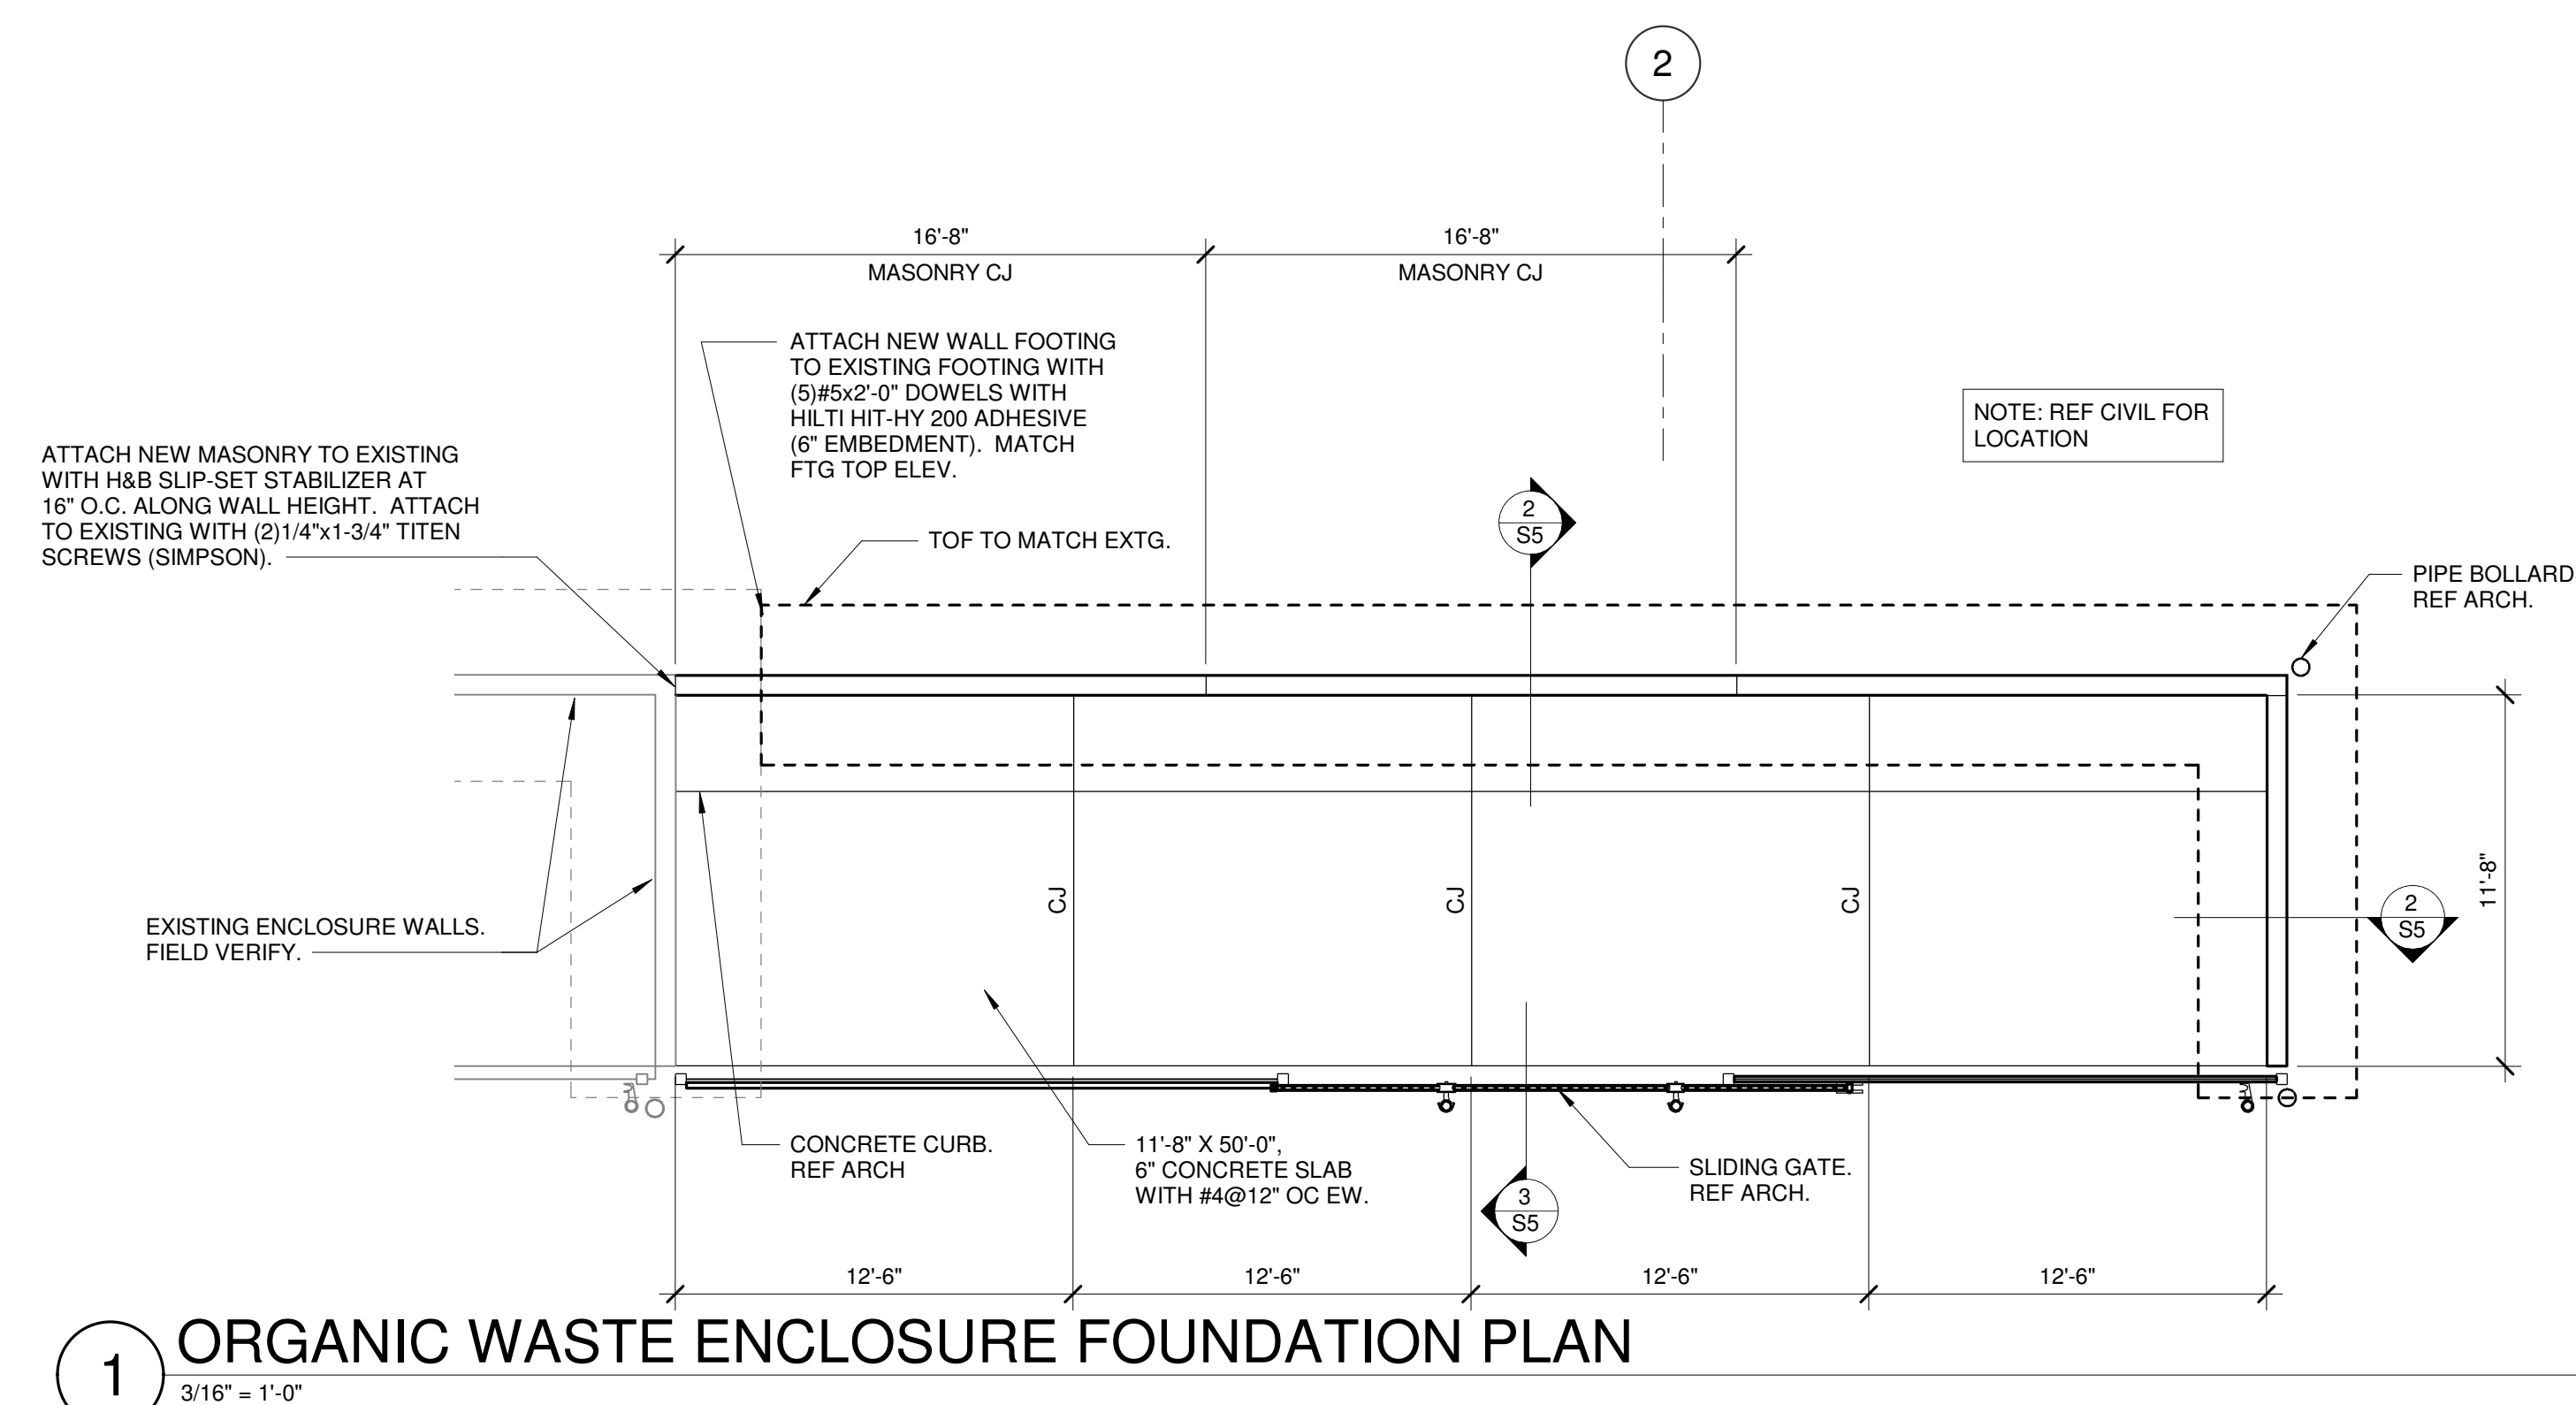 2
16'-8"
16'-8"
MASONRY CJ
MASONRY CJ
ATTACH NEW WALL FOOTING
TO EXISTING FOOTING WITH
(5)#5x2'-0" DOWELS WITH
HILTI HIT-HY 200 ADHESIVE
(6" EMBEDMENT). MATCH
FTG TOP ELEV.
NOTE: REF CIVIL FOR
LOCATION
ATTACH NEW MASONRY TO EXISTING
WITH H&B SLIP-SET STABILIZER AT
16" O.C. ALONG WALL HEIGHT. ATTACH
TO EXISTING WITH (2)1/4"x1-3/4" TITEN
SCREWS (SIMPSON).
2
S5
TOF TO MATCH EXTG.
PIPE BOLLARD
REF ARCH.
11'-8"
CJ
CJ
CJ
2
S5
EXISTING ENCLOSURE WALLS.
FIELD VERIFY.
CONCRETE CURB.
REF ARCH
11'-8" X 50'-0",
6" CONCRETE SLAB
WITH #4@12" OC EW.
SLIDING GATE.
REF ARCH.
3
S5
12'-6"
12'-6"
12'-6"
12'-6"
1
ORGANIC WASTE ENCLOSURE FOUNDATION PLAN
3/16" = 1'-0"